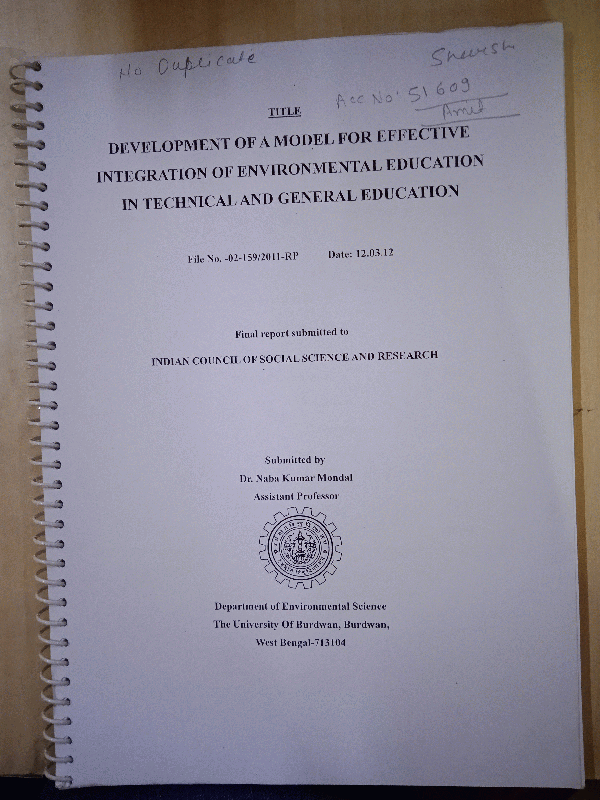 No Duplicate
Shevesh
Acc No: 51609
Amit
TITLE
DEVELOPMENT OF A MODEL FOR EFFECTIVE
INTEGRATION OF ENVIRONMENTAL EDUCATION
IN TECHNICAL AND GENERAL EDUCATION
File No. -02-159/2011-RP Date: 12.03.12
Final report submitted to
INDIAN COUNCIL OF SOCIAL SCIENCE AND RESEARCH
Submitted by
Dr. Naba Kumar Mondal
Assistant Professor
Department of Environmental Science
The University Of Burdwan, Burdwan,
West Bengal-713104